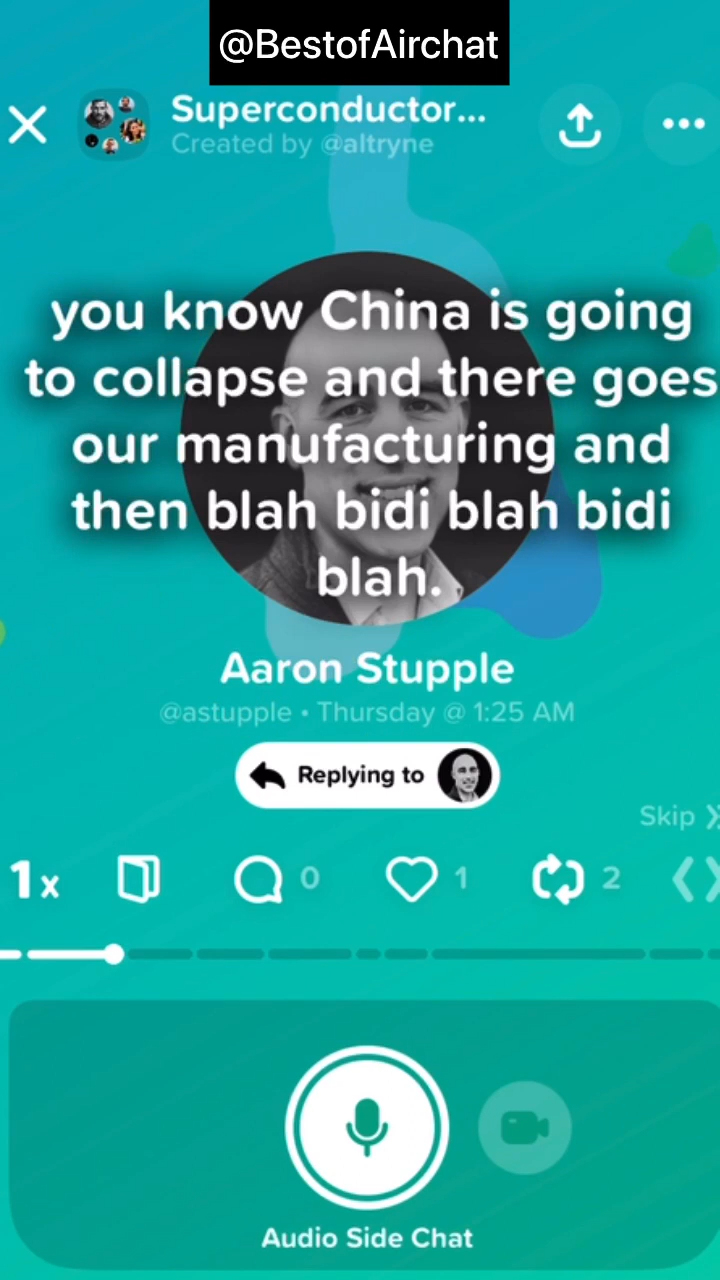 @BestofAirchat
Superconductor...
Created by @altryne
you know China is going
to collapse and there goes
our manufacturing and
then blah bidi blah bidi
blah.
Aaron Stupple
@astupple • Thursday @ 1:25 AM
Replying to
Skip
1x
0
1
2
Audio Side Chat